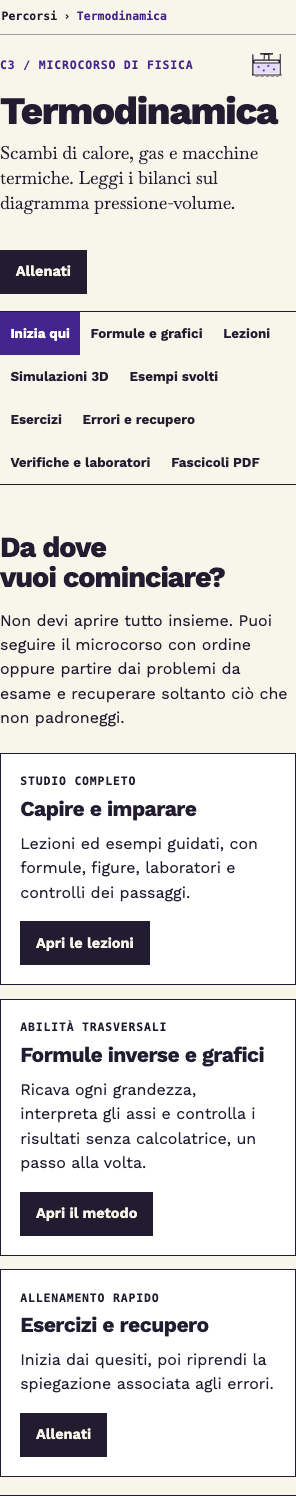 Percorsi › Termodinamica
C3 / MICROCORSO DI FISICA
Termodinamica
Scambi di calore, gas e macchine
termiche. Leggi i bilanci sul
diagramma pressione-volume.
Allenati
Inizia qui Formule e grafici Lezioni
Simulazioni 3D Esempi svolti
Esercizi Errori e recupero
Verifiche e laboratori Fascicoli PDF
Da dove
vuoi cominciare?
Non devi aprire tutto insieme. Puoi
seguire il microcorso con ordine
oppure partire dai problemi da
esame e recuperare soltanto ciò che
non padroneggi.
STUDIO COMPLETO
Capire e imparare
Lezioni ed esempi guidati, con
formule, figure, laboratori e
controlli dei passaggi.
Apri le lezioni
ABILITÀ TRASVERSALI
Formule inverse e grafici
Ricava ogni grandezza,
interpreta gli assi e controlla i
risultati senza calcolatrice, un
passo alla volta.
Apri il metodo
ALLENAMENTO RAPIDO
Esercizi e recupero
Inizia dai quesiti, poi riprendi la
spiegazione associata agli errori.
Allenati